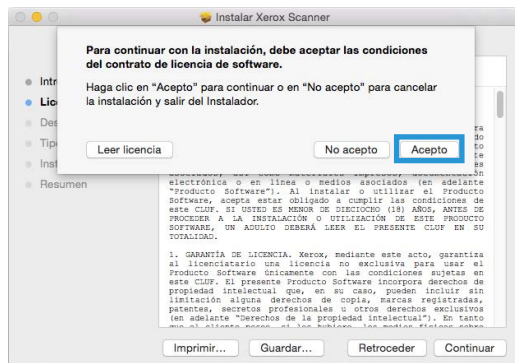 Instalar Xerox Scanner
Para continuar con la instalación, debe aceptar las condiciones
del contrato de licencia de software.
Haga clic en “Acepto” para continuar o en “No acepto” para cancelar
la instalación y salir del Instalador.
Leer licencia
No acepto
Acepto
Intr
Lice
Des
Tipo
Inst
Resumen
electrónica o en línea o medios asociados (en adelante
"Producto Software"). Al instalar o utilizar el Producto
Software, acepta estar obligado a cumplir las condiciones de
este CLUF. SI USTED ES MENOR DE DIECIOCHO (18) AÑOS, ANTES DE
PROCEDER A LA INSTALACIÓN O UTILIZACIÓN DE ESTE PRODUCTO
SOFTWARE, UN ADULTO DEBERÁ LEER EL PRESENTE CLUF EN SU
TOTALIDAD.
1. GARANTÍA DE LICENCIA. Xerox, mediante este acto, garantiza
al licenciatario una licencia no exclusiva para usar el
Producto Software únicamente con las condiciones sujetas en
este CLUF. El presente Producto Software incorpora derechos de
propiedad intelectual que, en su caso, pueden incluir sin
limitación alguna derechos de copia, marcas registradas,
patentes, secretos profesionales u otros derechos exclusivos
(en adelante "Derechos de la propiedad intelectual"). En tanto
Imprimir...
Guardar...
Retroceder
Continuar